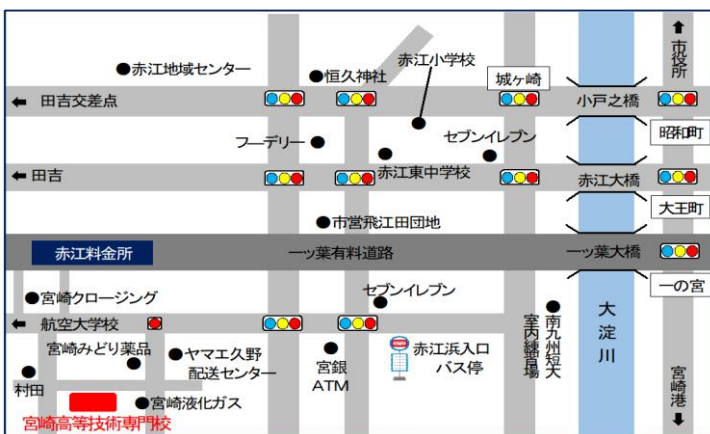 市役所
赤江小学校
赤江地域センター
恒久神社
城ヶ崎
← 田吉交差点
小戸之橋
昭和町
フーデリー
セブンイレブン
赤江東中学校
← 田吉
赤江大橋
大王町
市営飛江田団地
赤江料金所
一ッ葉有料道路
一ッ葉大橋
一の宮
宮崎クロージング
セブンイレブン
← 航空大学校
室内練習場
南九州短大
大淀川
宮崎みどり薬品
ヤマエ久野
配送センター
宮銀
ATM
赤江浜入口
バス停
宮崎港
村田
宮崎液化ガス
宮崎高等技術専門校